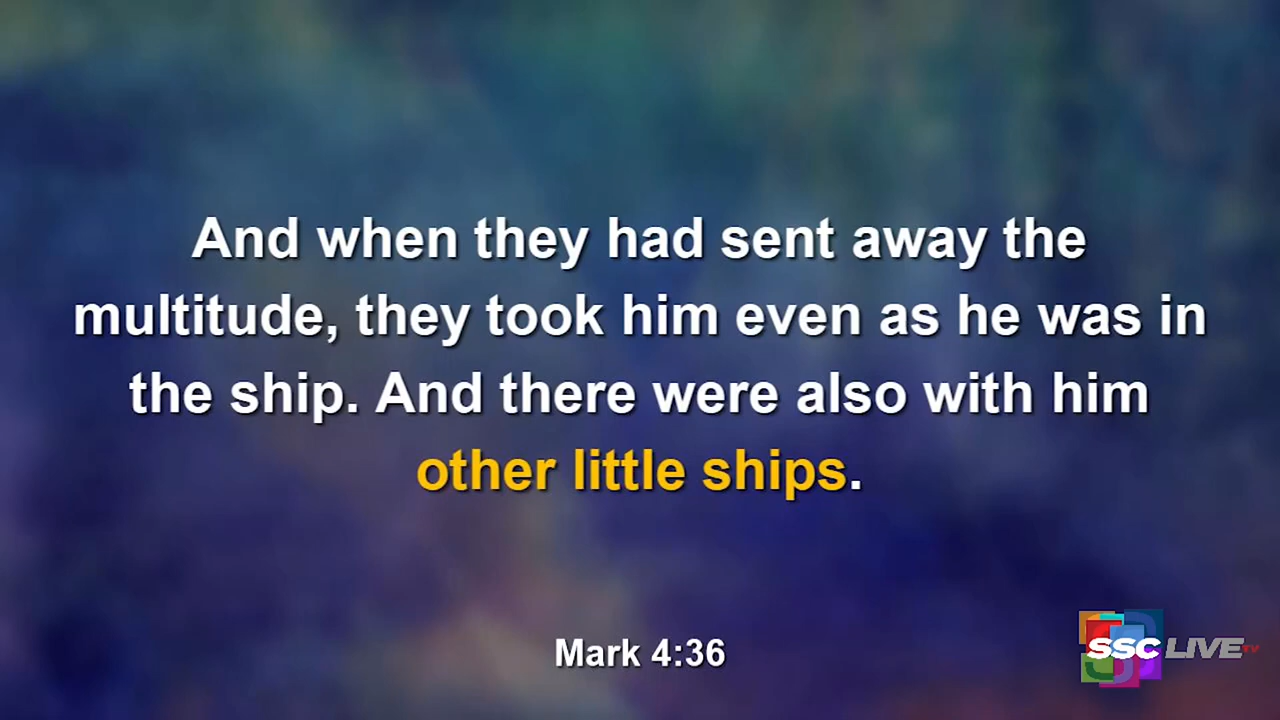 And when they had sent away the
multitude, they took him even as he was in
the ship. And there were also with him
other little ships.
Mark 4:36
SSC LIVE TV